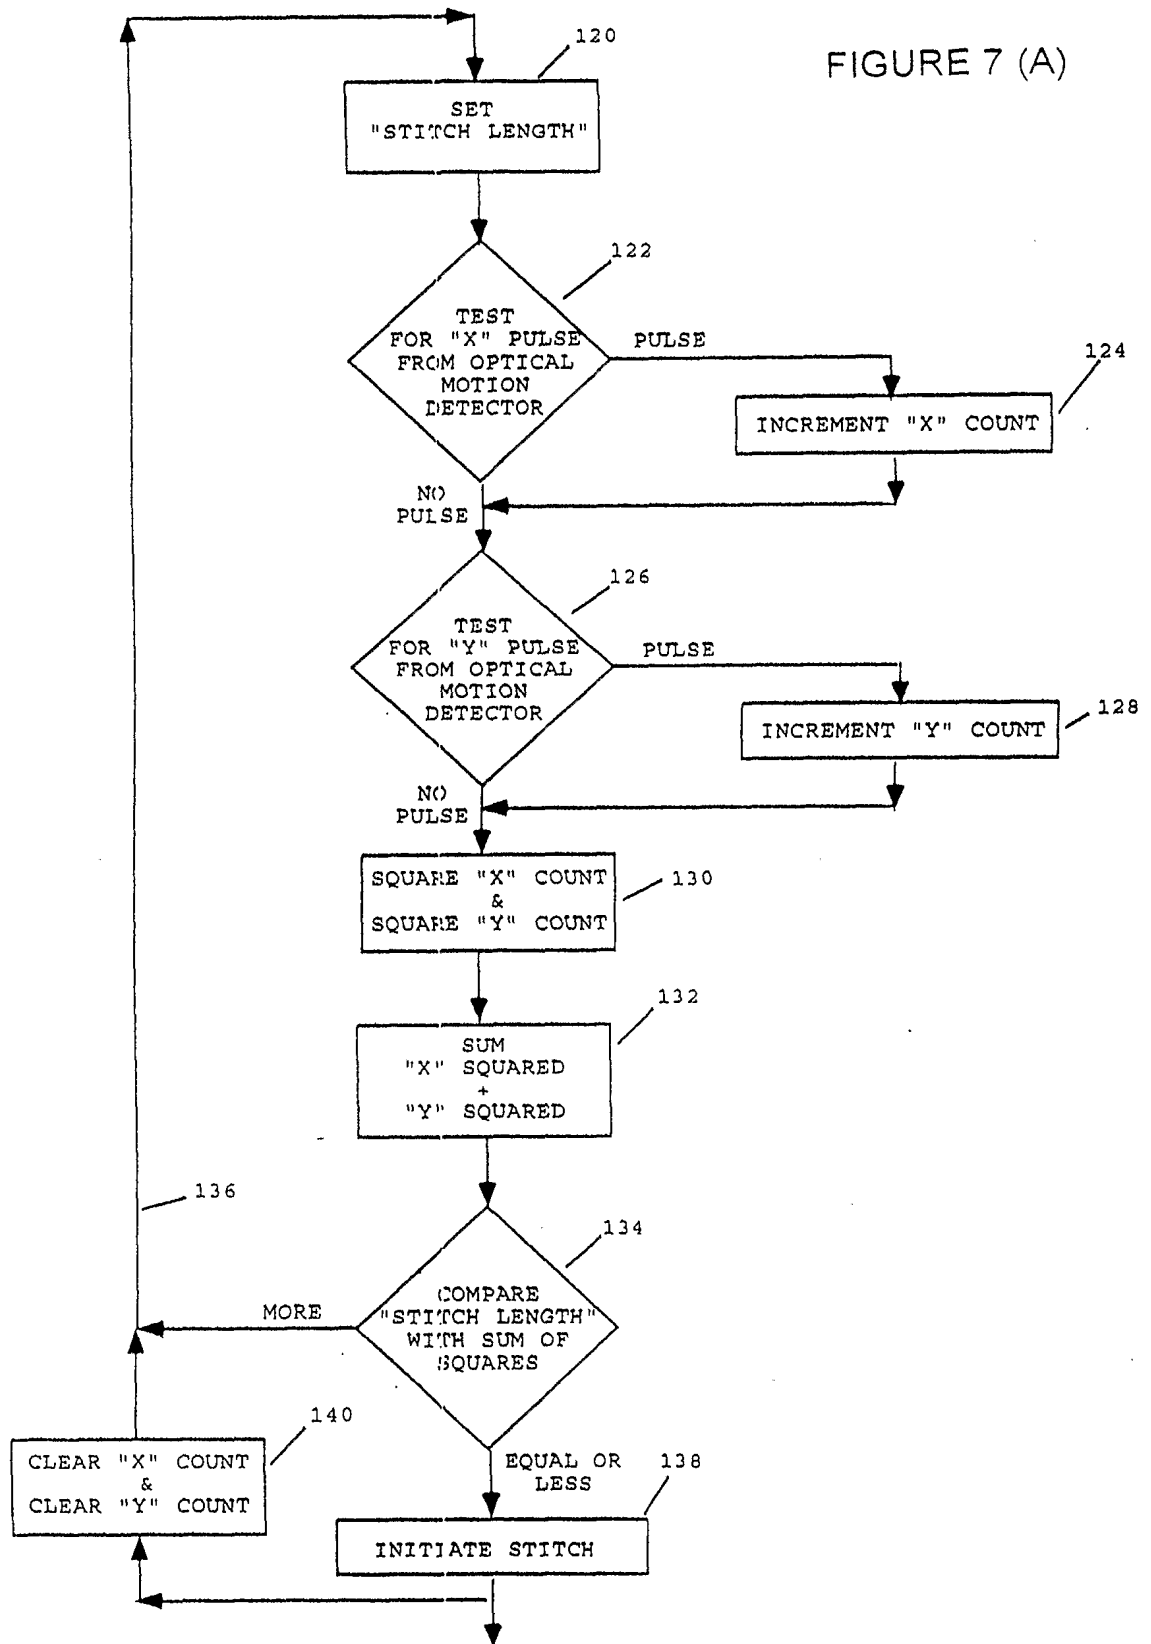 FIGURE 7 (A)
120
SET
"STITCH LENGTH"
122
TEST
FOR "X" PULSE
FROM OPTICAL
MOTION
DETECTOR
PULSE
124
INCREMENT "X" COUNT
NO
PULSE
126
TEST
FOR "Y" PULSE
FROM OPTICAL
MOTION
DETECTOR
PULSE
128
INCREMENT "Y" COUNT
NO
PULSE
SQUARE "X" COUNT
&
SQUARE "Y" COUNT
130
132
SUM
"X" SQUARED
+
"Y" SQUARED
136
134
COMPARE
"STITCH LENGTH"
WITH SUM OF
SQUARES
MORE
140
CLEAR "X" COUNT
&
CLEAR "Y" COUNT
EQUAL OR
LESS
138
INITIATE STITCH